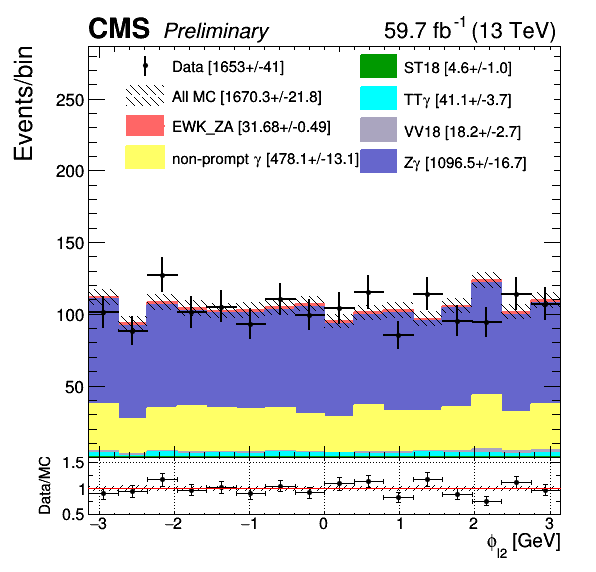 CMS Preliminary 59.7 fb⁻¹ (13 TeV)
Events/bin
Data [1653+/-41]
All MC [1670.3+/-21.8]
EWK_ZA [31.68+/-0.49]
non-prompt γ [478.1+/-13.1]
ST18 [4.6+/-1.0]
TTγ [41.1+/-3.7]
VV18 [18.2+/-2.7]
Zγ [1096.5+/-16.7]
250
200
150
100
50
Data/MC
1.5
1
0.5
−3 −2 −1 0 1 2 3
ϕl2 [GeV]